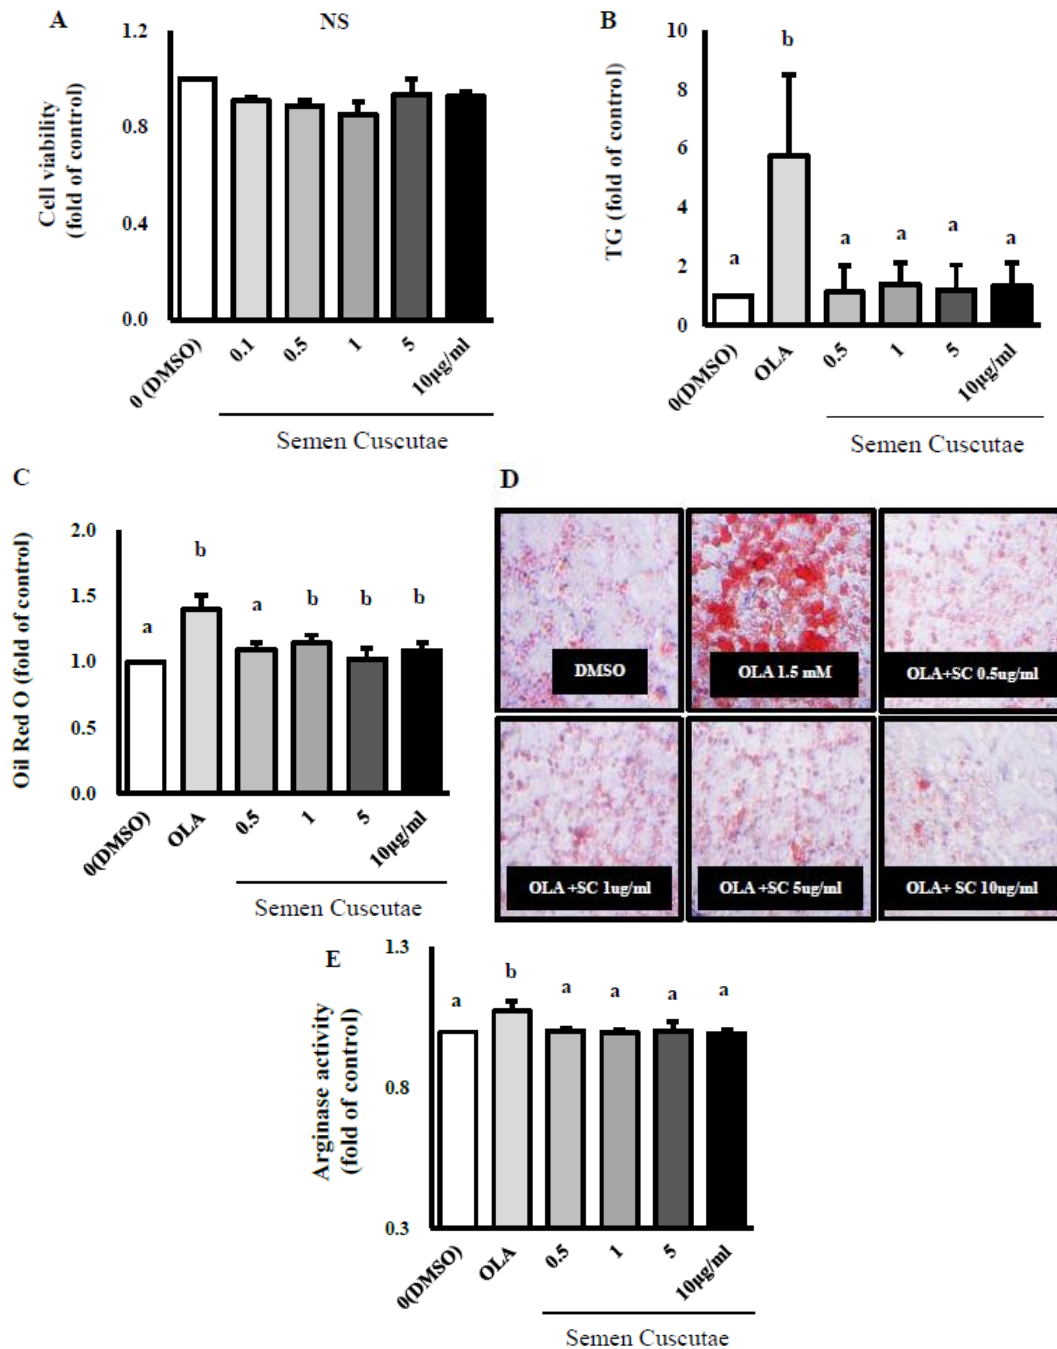 A
NS
Cell viability
(fold of control)
1.2
0.8
0.4
0.0
0 (DMSO)
0.1
0.5
1
5
10µg/ml
Semen Cuscutae
B
TG (fold of control)
10
8
6
4
2
0
a
b
a
a
a
a
0(DMSO)
OLA
0.5
1
5
10µg/ml
Semen Cuscutae
C
Oil Red O (fold of control)
2.0
1.5
1.0
0.5
0.0
a
b
a
b
b
b
0(DMSO)
OLA
0.5
1
5
10µg/ml
Semen Cuscutae
D
DMSO
OLA 1.5 mM
OLA+SC 0.5ug/ml
OLA +SC 1ug/ml
OLA +SC 5ug/ml
OLA+ SC 10ug/ml
E
Arginase activity
(fold of control)
1.3
0.8
0.3
a
b
a
a
a
a
0(DMSO)
OLA
0.5
1
5
10µg/ml
Semen Cuscutae